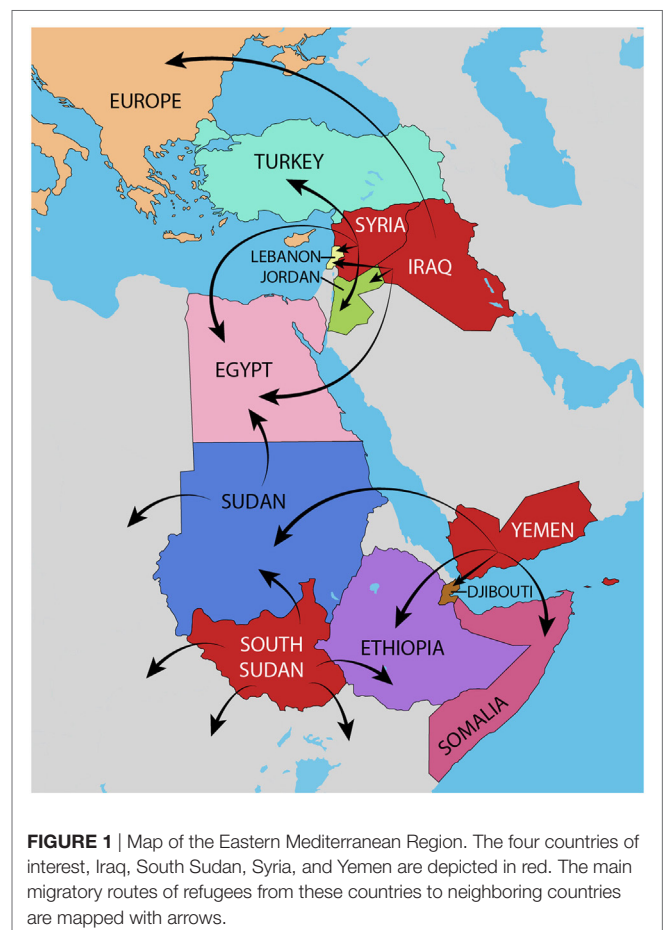 EUROPE
TURKEY
SYRIA
LEBANON
IRAQ
JORDAN
EGYPT
SUDAN
YEMEN
DJIBOUTI
SOUTH
SUDAN
ETHIOPIA
SOMALIA
FIGURE 1 | Map of the Eastern Mediterranean Region. The four countries of
interest, Iraq, South Sudan, Syria, and Yemen are depicted in red. The main
migratory routes of refugees from these countries to neighboring countries
are mapped with arrows.